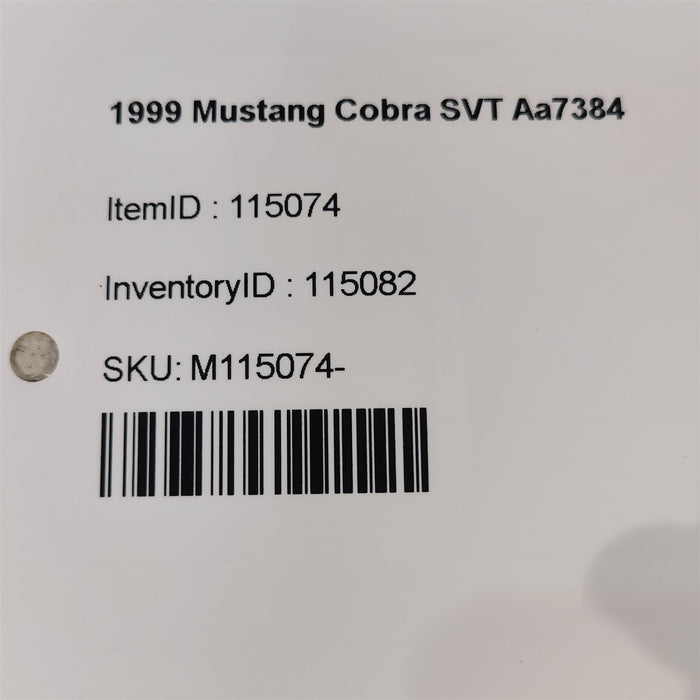 1999 Mustang Cobra SVT Aa7384
ItemID : 115074
InventoryID : 115082
SKU: M115074-